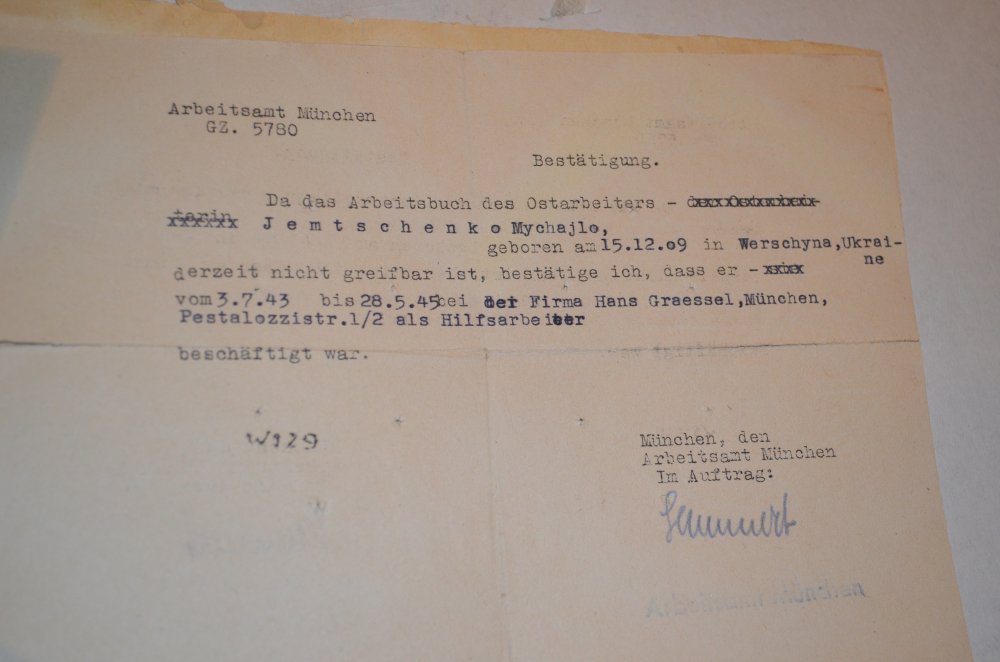 Arbeitsamt München
GZ. 5780
Bestätigung.
Da das Arbeitsbuch des Ostarbeiters -
Jemtschenko Mychajlo,
geboren am 15.12.09 in Werschyna, Ukrai-
ne
derzeit nicht greifbar ist, bestätige ich, dass er -
vom 3.7.43 bis 28.5.45 bei der Firma Hans Graessel, München,
Pestalozzistr.1/2 als Hilfsarbeiter
beschäftigt war.
W129
München, den
Arbeitsamt München
Im Auftrag: